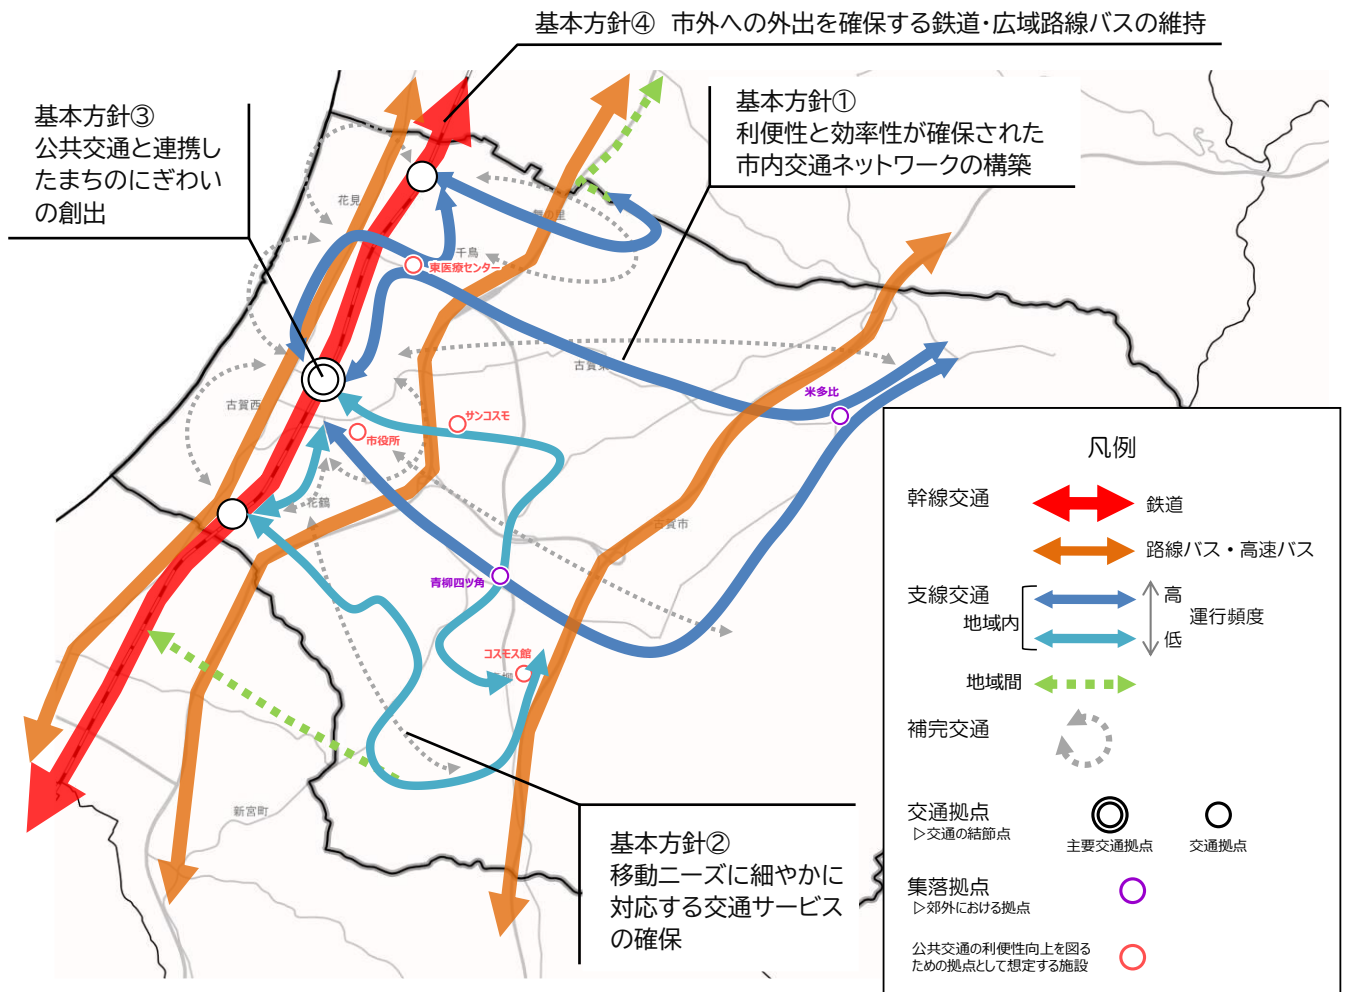 基本方針④ 市外への外出を確保する鉄道・広域路線バスの維持
基本方針③
公共交通と連携し
たまちのにぎわい
の創出
基本方針①
利便性と効率性が確保された
市内交通ネットワークの構築
花見
千鳥
東医療センター
古賀西
市役所
サンコスモ
米多比
花鶴
古賀市
青柳四ツ角
コスモス館
新宮町
基本方針②
移動ニーズに細やかに
対応する交通サービス
の確保
凡例
幹線交通
鉄道
路線バス・高速バス
支線交通
地域内
高
運行頻度
低
地域間
補完交通
交通拠点
▷交通の結節点
主要交通拠点
交通拠点
集落拠点
▷郊外における拠点
公共交通の利便性向上を図る
ための拠点として想定する施設